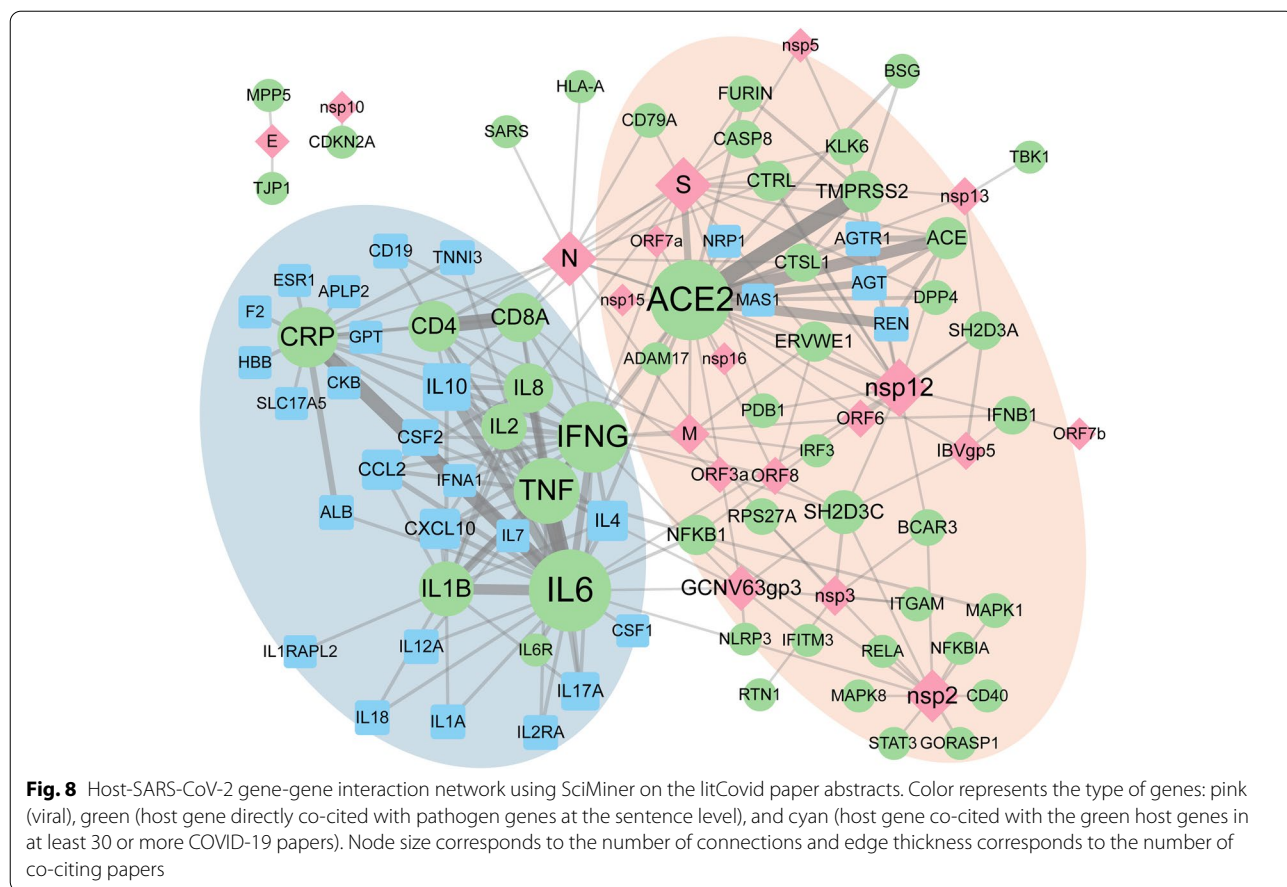 nsp5
BSG
HLA-A
MPP5
nsp10
FURIN
CD79A
SARS
CASP8
KLK6
E
CDKN2A
TBK1
CTRL
S
TMPRSS2
TJP1
nsp13
ORF7a
NRP1
AGTR1
ACE
CD19
TNNI3
N
CTSL1
ESR1
APLP2
AGT
nsp15
ACE2
MAS1
DPP4
F2
CRP
GPT
CD4
CD8A
REN
SH2D3A
ERVWE1
HBB
ADAM17
nsp16
CKB
IL10
IL8
nsp12
SLC17A5
PDB1
ORF6
IFNB1
IL2
IFNG
M
ORF7b
CSF2
IRF3
IBVgp5
CCL2
IFNA1
TNF
ORF3a
ORF8
ALB
CXCL10
IL7
IL4
NFKB1
RPS27A
SH2D3C
BCAR3
IL1B
IL6
GCNV63gp3
nsp3
ITGAM
MAPK1
CSF1
NLRP3
IFITM3
IL1RAPL2
IL12A
IL6R
RELA
NFKBIA
IL17A
RTN1
MAPK8
nsp2
CD40
IL18
IL1A
IL2RA
STAT3
GORASP1
Fig. 8 Host-SARS-CoV-2 gene-gene interaction network using SciMiner on the litCovid paper abstracts. Color represents the type of genes: pink
(viral), green (host gene directly co-cited with pathogen genes at the sentence level), and cyan (host gene co-cited with the green host genes in
at least 30 or more COVID-19 papers). Node size corresponds to the number of connections and edge thickness corresponds to the number of
co-citing papers